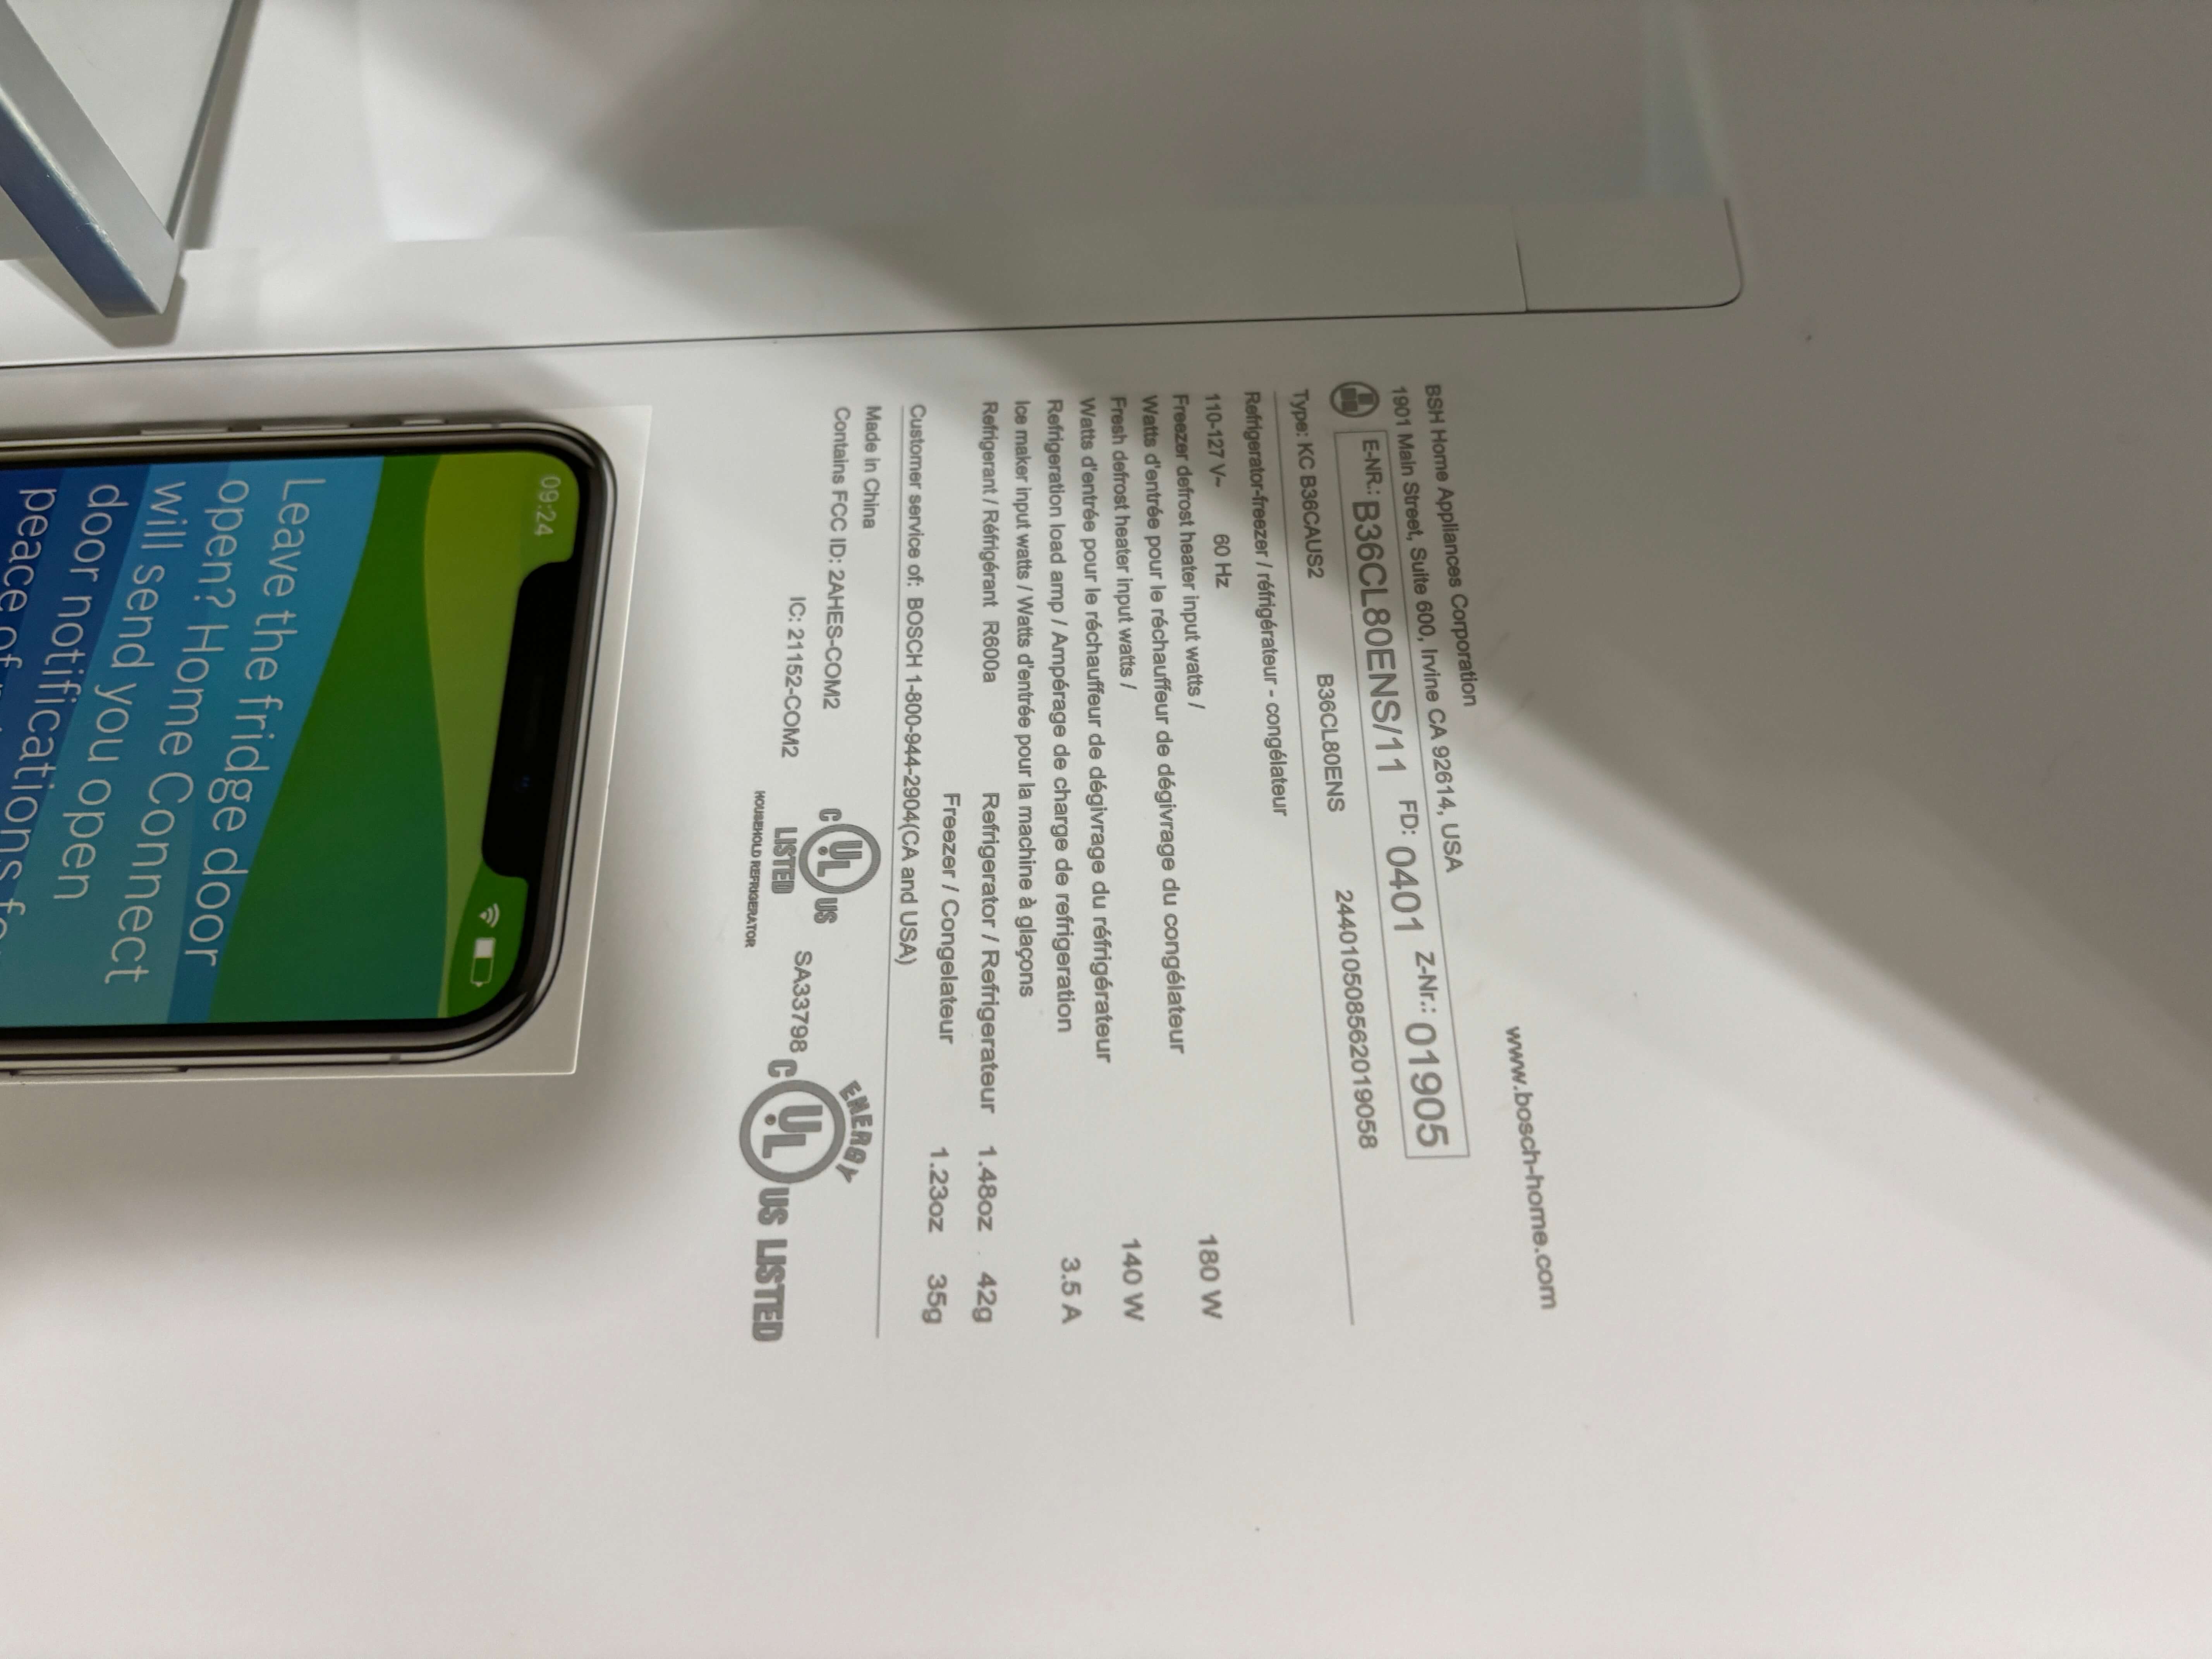 www.bosch-home.com
BSH Home Appliances Corporation
1901 Main Street, Suite 600, Irvine CA 92614, USA
E-NR.: B36CL80ENS/11 FD: 0401 Z-Nr.: 01905
Type: KC B36CAUS2 B36CL80ENS 244010508562019058
Refrigerator-freezer / réfrigérateur - congélateur
110-127 V~ 60 Hz
Freezer defrost heater input watts / 180 W
Watts d'entrée pour le réchauffeur de dégivrage du congélateur
Fresh defrost heater input watts / 140 W
Watts d'entrée pour le réchauffeur de dégivrage du réfrigérateur
Refrigeration load amp / Ampérage de charge de refrigeration 3.5 A
Ice maker input watts / Watts d'entrée pour la machine à glaçons
Refrigerant / Réfrigérant R600a Refrigerator / Refrigerateur 1.48oz 42g
Freezer / Congelateur 1.23oz 35g
Customer service of: BOSCH 1-800-944-2904(CA and USA)
Made in China
Contains FCC ID: 2AHES-COM2
IC: 21152-COM2
C UL US
LISTED
HOUSEHOLD REFRIGERATOR
SA33798
ENERGY
C UL US LISTED
09:24
Leave the fridge door
open? Home Connect
will send you open
door notifications fo
peace of